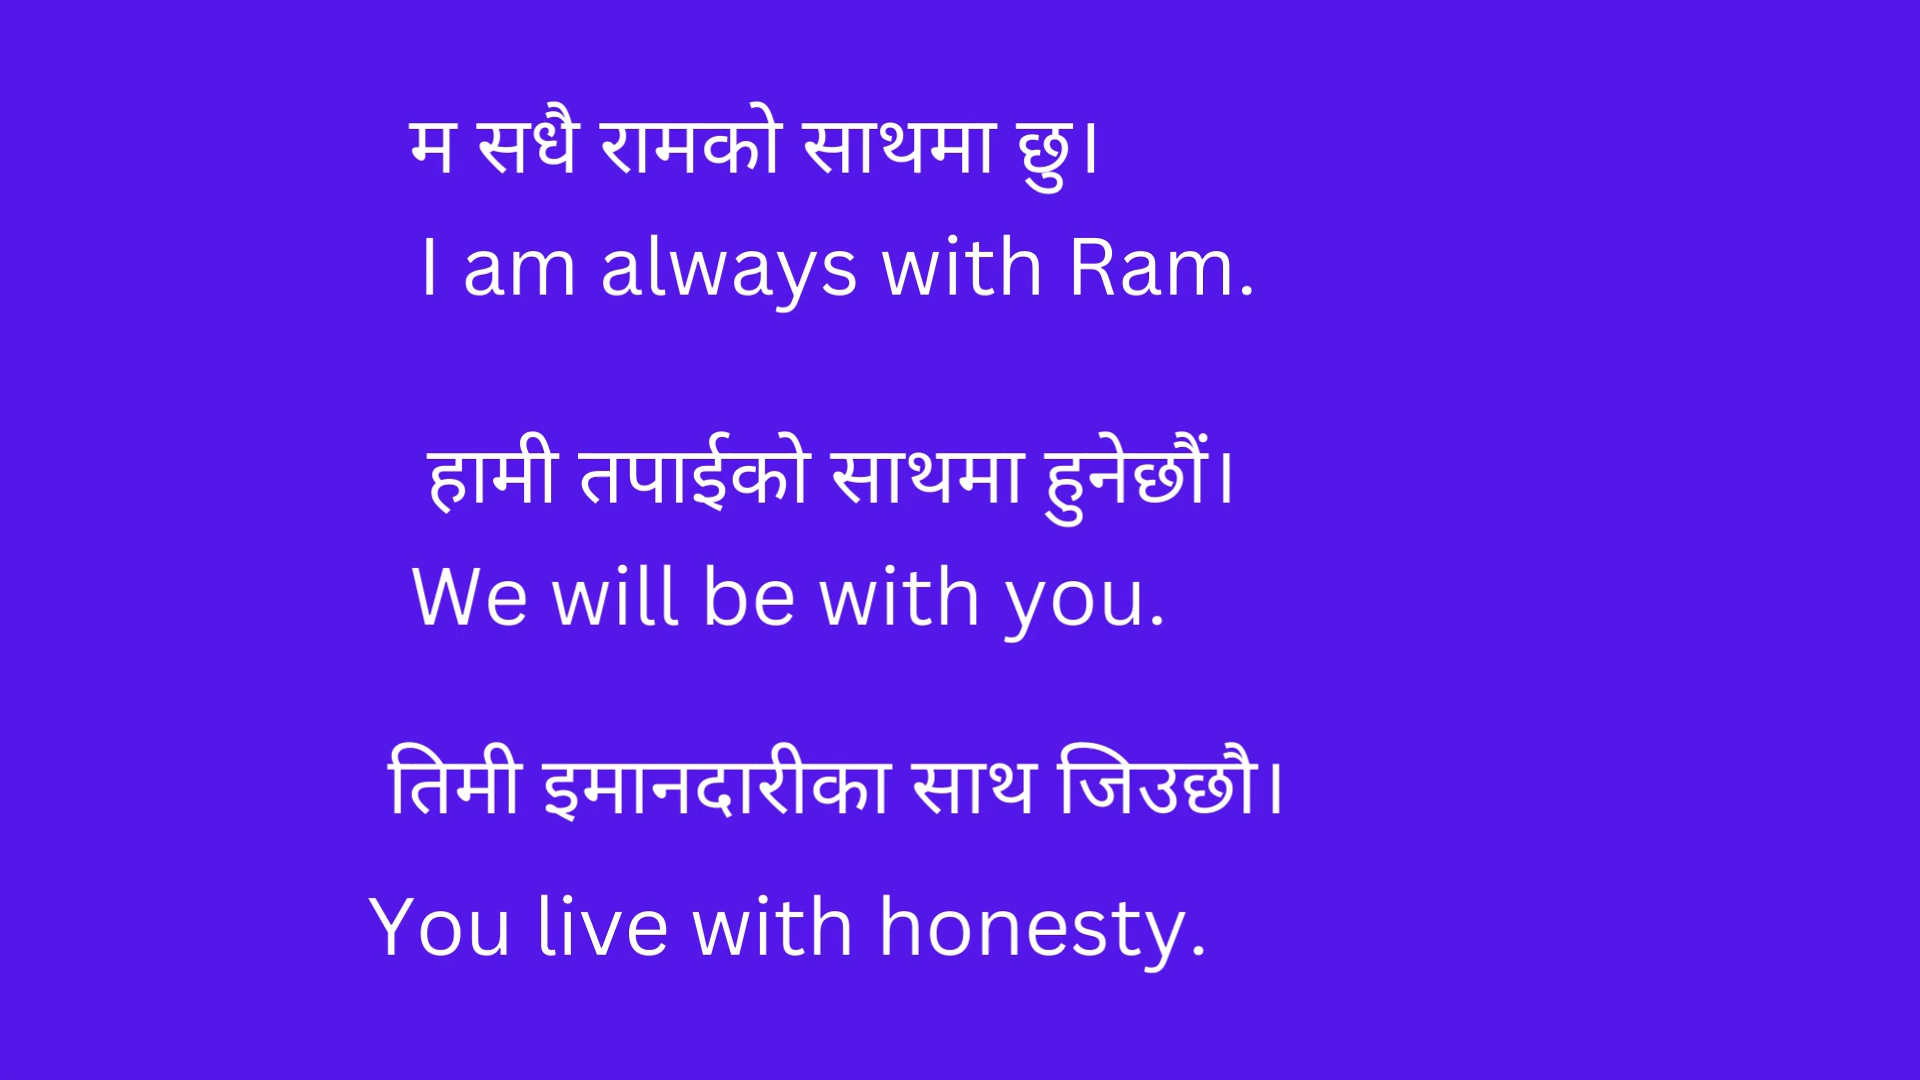 म सधै रामको साथमा छु।
I am always with Ram.
हामी तपाईको साथमा हुनेछौं।
We will be with you.
तिमी इमानदारीका साथ जिउछौ।
You live with honesty.